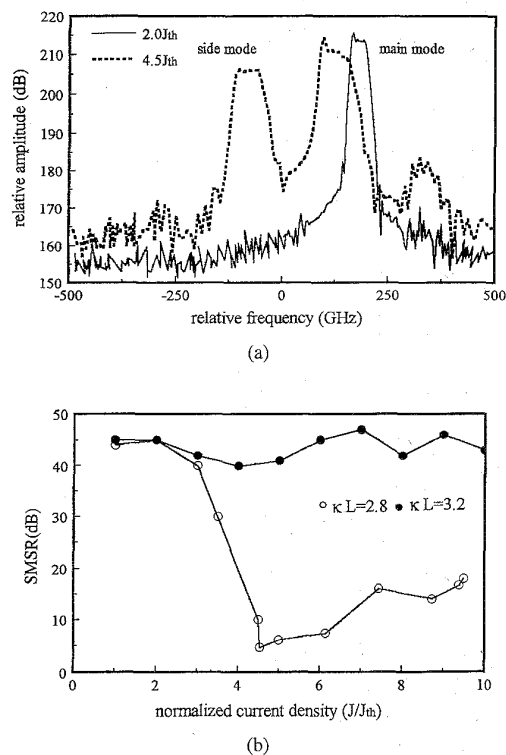 220
210
200
190
180
170
160
150
relative amplitude (dB)
2.0Jth
4.5Jth
side mode
main mode
-500
-250
0
250
500
relative frequency (GHz)
(a)
50
40
30
20
10
0
SMSR(dB)
κ L=2.8
κ L=3.2
0
2
4
6
8
10
normalized current density (J/Jth)
(b)